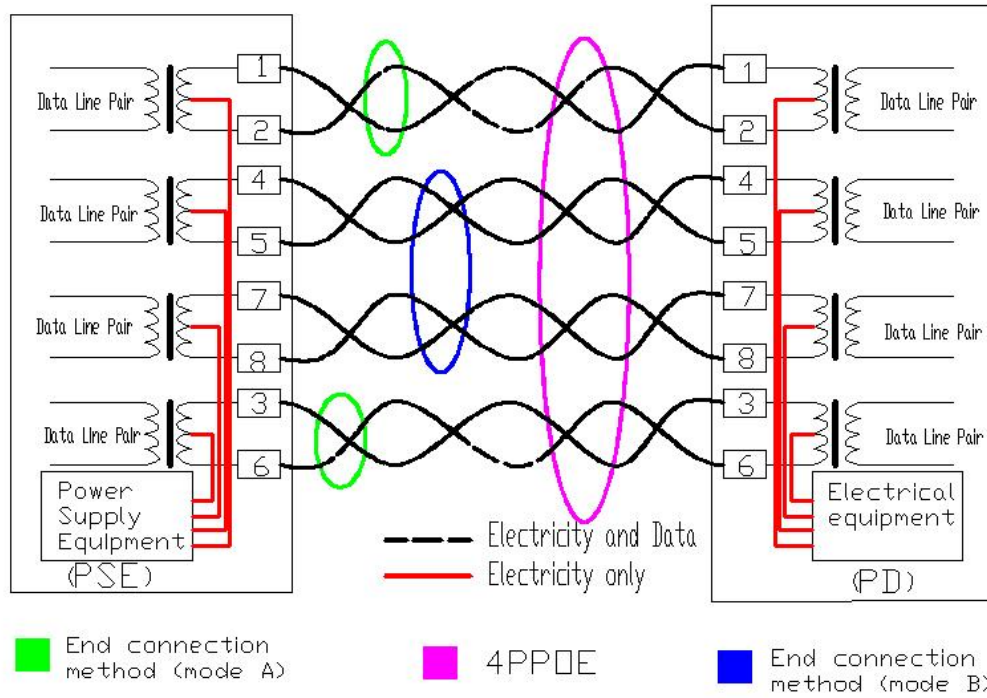 1
Data Line Pair
2
4
Data Line Pair
5
7
Data Line Pair
8
3
Data Line Pair
6
Power
Supply
Equipment
(PSE)
1
Data Line Pair
2
4
Data Line Pair
5
7
Data Line Pair
8
3
Data Line Pair
6
Electrical
equipment
(PD)
Electricity and Data
Electricity only
End connection
method (mode A)
4PPOE
End connection
method (mode B)